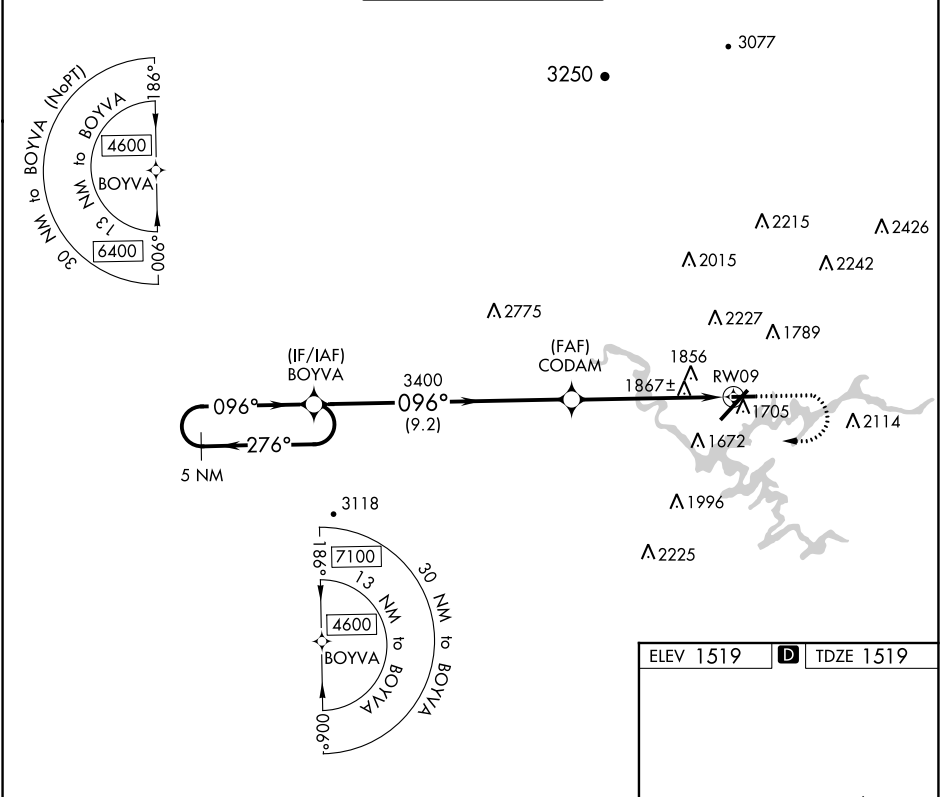 3077
3250
30 NM to BOYVA (NoPT)
13 NM to BOYVA
186°
4600
BOYVA
6400
006°
2215
2426
2015
2242
2775
2227
1789
(IF/IAF)
BOYVA
(FAF)
CODAM
1856
1867±
RW09
3400
096°
096°
(9.2)
1705
2114
276°
1672
5 NM
1996
3118
2225
186°
7100
13 NM to BOYVA
30 NM to BOYVA
4600
BOYVA
006°
ELEV 1519 D TDZE 1519